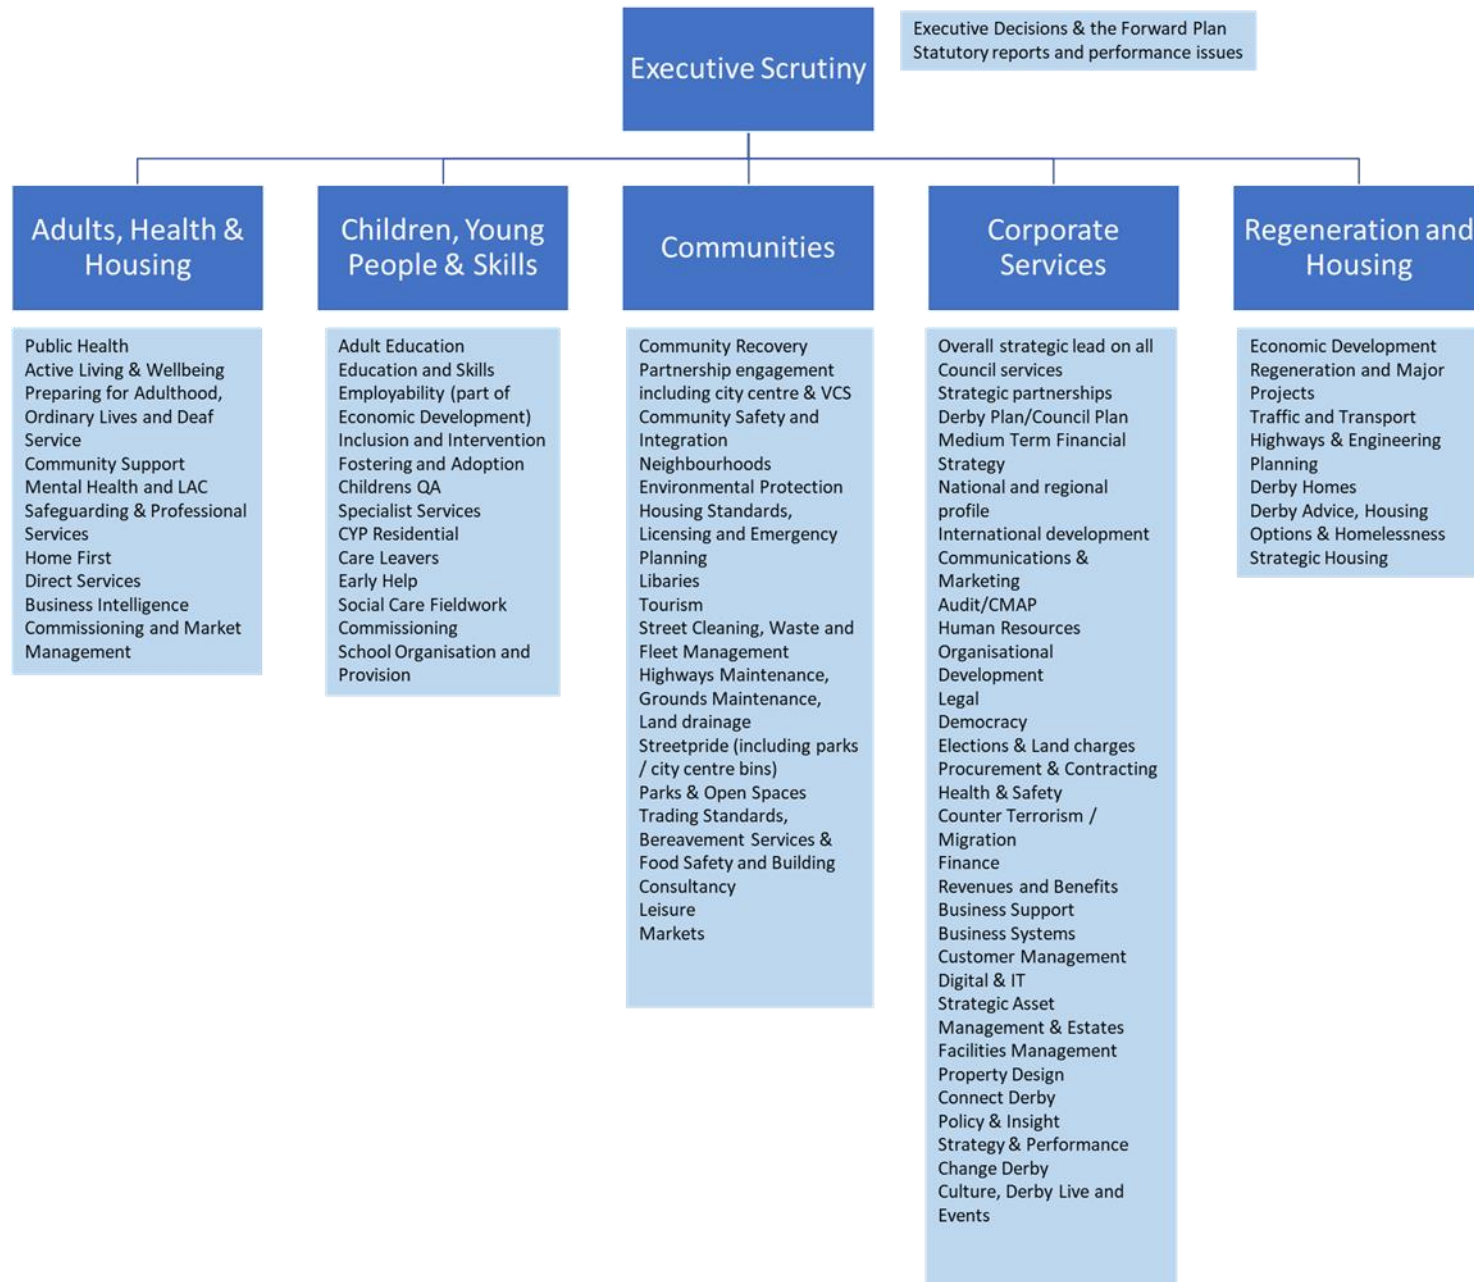 Executive Scrutiny
Executive Decisions & the Forward Plan
Statutory reports and performance issues
Adults, Health &
Housing
Public Health
Active Living & Wellbeing
Preparing for Adulthood,
Ordinary Lives and Deaf
Service
Community Support
Mental Health and LAC
Safeguarding & Professional
Services
Home First
Direct Services
Business Intelligence
Commissioning and Market
Management
Children, Young
People & Skills
Adult Education
Education and Skills
Employability (part of
Economic Development)
Inclusion and Intervention
Fostering and Adoption
Childrens QA
Specialist Services
CYP Residential
Care Leavers
Early Help
Social Care Fieldwork
Commissioning
School Organisation and
Provision
Communities
Community Recovery
Partnership engagement
including city centre & VCS
Community Safety and
Integration
Neighbourhoods
Environmental Protection
Housing Standards,
Licensing and Emergency
Planning
Libaries
Tourism
Street Cleaning, Waste and
Fleet Management
Highways Maintenance,
Grounds Maintenance,
Land drainage
Streetpride (including parks
/ city centre bins)
Parks & Open Spaces
Trading Standards,
Bereavement Services &
Food Safety and Building
Consultancy
Leisure
Markets
Corporate
Services
Overall strategic lead on all
Council services
Strategic partnerships
Derby Plan/Council Plan
Medium Term Financial
Strategy
National and regional
profile
International development
Communications &
Marketing
Audit/CMAP
Human Resources
Organisational
Development
Legal
Democracy
Elections & Land charges
Procurement & Contracting
Health & Safety
Counter Terrorism /
Migration
Finance
Revenues and Benefits
Business Support
Business Systems
Customer Management
Digital & IT
Strategic Asset
Management & Estates
Facilities Management
Property Design
Connect Derby
Policy & Insight
Strategy & Performance
Change Derby
Culture, Derby Live and
Events
Regeneration and
Housing
Economic Development
Regeneration and Major
Projects
Traffic and Transport
Highways & Engineering
Planning
Derby Homes
Derby Advice, Housing
Options & Homelessness
Strategic Housing